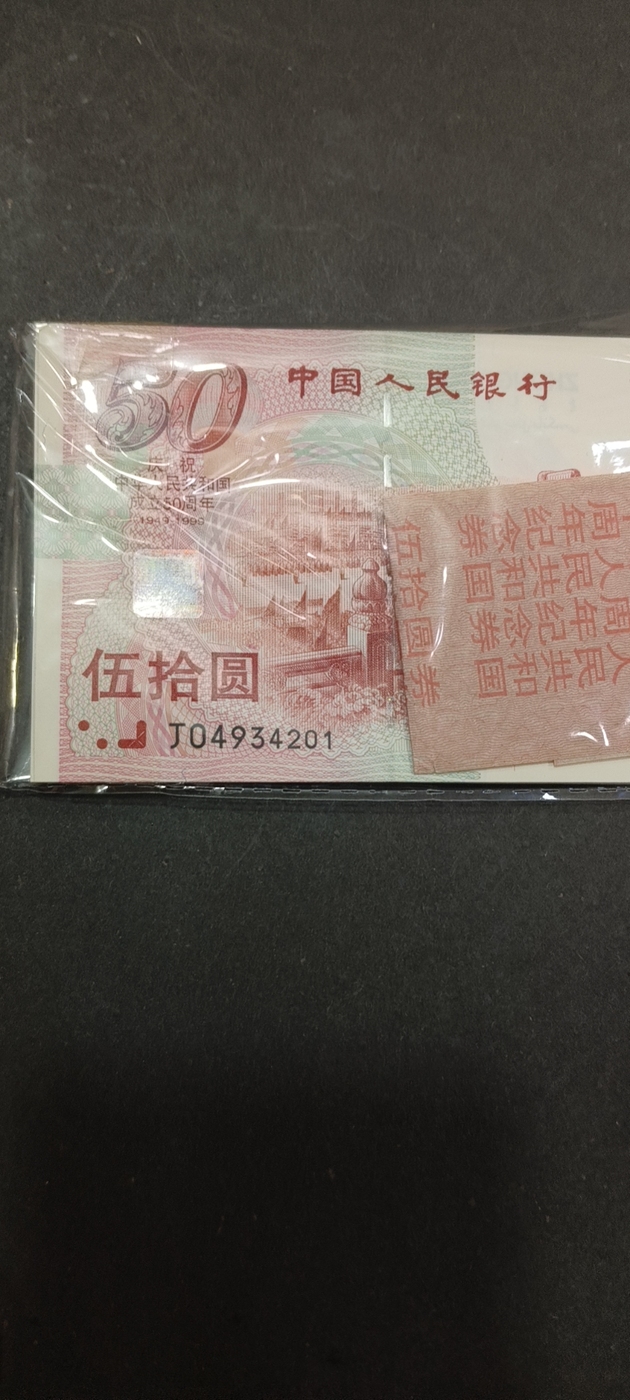 50
中国人民银行
庆祝
中华人民共和国
成立50周年
1949-1999
伍拾圆
J04934201
周人周人
年民年民
纪共纪共
念和念和
券国券国
伍拾圆券